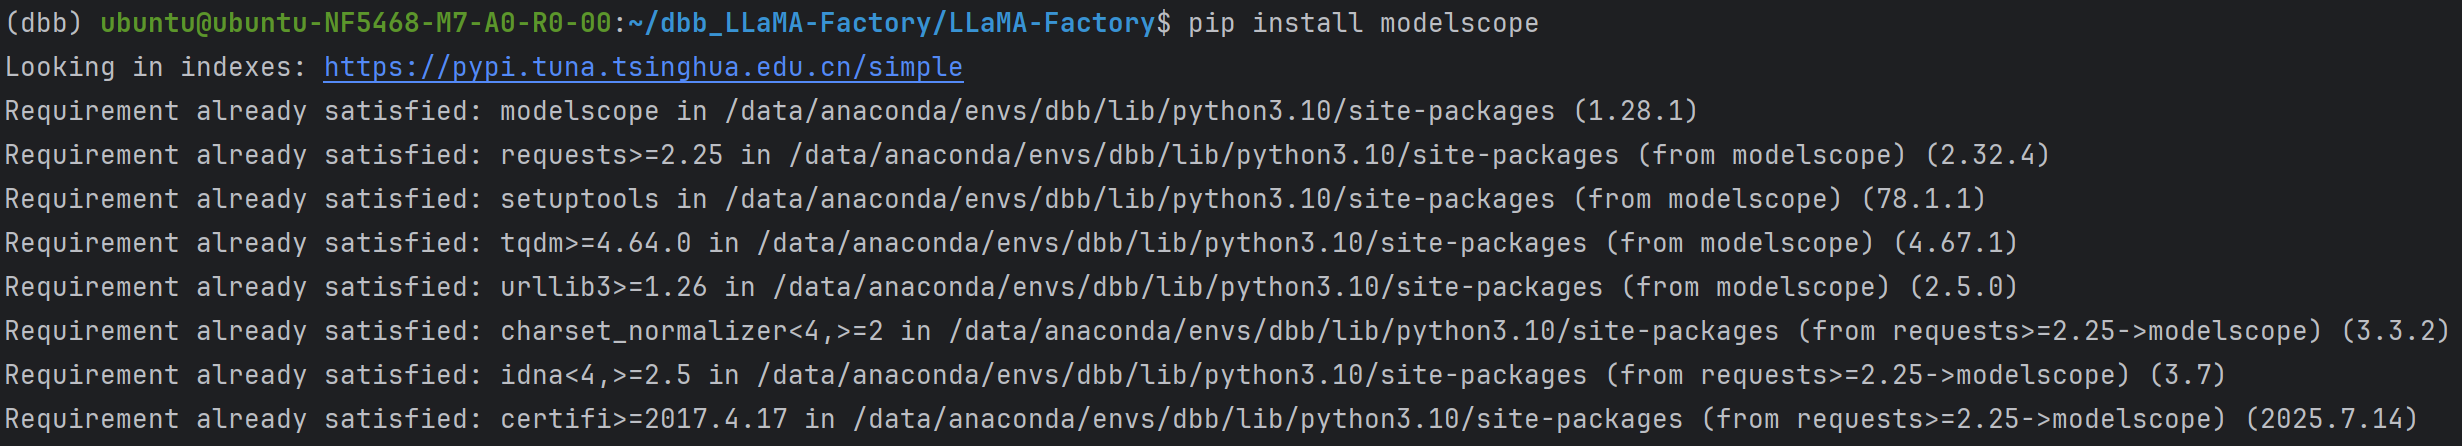 (dbb) ubuntu@ubuntu-NF5468-M7-A0-R0-00:~/dbb_LLaMA-Factory/LLaMA-Factory$ pip install modelscope
Looking in indexes: https://pypi.tuna.tsinghua.edu.cn/simple
Requirement already satisfied: modelscope in /data/anaconda/envs/dbb/lib/python3.10/site-packages (1.28.1)
Requirement already satisfied: requests>=2.25 in /data/anaconda/envs/dbb/lib/python3.10/site-packages (from modelscope) (2.32.4)
Requirement already satisfied: setuptools in /data/anaconda/envs/dbb/lib/python3.10/site-packages (from modelscope) (78.1.1)
Requirement already satisfied: tqdm>=4.64.0 in /data/anaconda/envs/dbb/lib/python3.10/site-packages (from modelscope) (4.67.1)
Requirement already satisfied: urllib3>=1.26 in /data/anaconda/envs/dbb/lib/python3.10/site-packages (from modelscope) (2.5.0)
Requirement already satisfied: charset_normalizer<4,>=2 in /data/anaconda/envs/dbb/lib/python3.10/site-packages (from requests>=2.25->modelscope) (3.3.2)
Requirement already satisfied: idna<4,>=2.5 in /data/anaconda/envs/dbb/lib/python3.10/site-packages (from requests>=2.25->modelscope) (3.7)
Requirement already satisfied: certifi>=2017.4.17 in /data/anaconda/envs/dbb/lib/python3.10/site-packages (from requests>=2.25->modelscope) (2025.7.14)